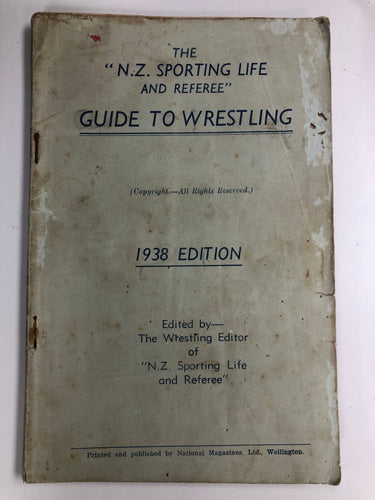 THE
"N.Z. SPORTING LIFE
AND REFEREE"
GUIDE TO WRESTLING
(Copyright.—All Rights Reserved.)
1938 EDITION
Edited by—
The Wrestling Editor
of
"N.Z. Sporting Life
and Referee"
Printed and published by National Magazines, Ltd., Wellington.